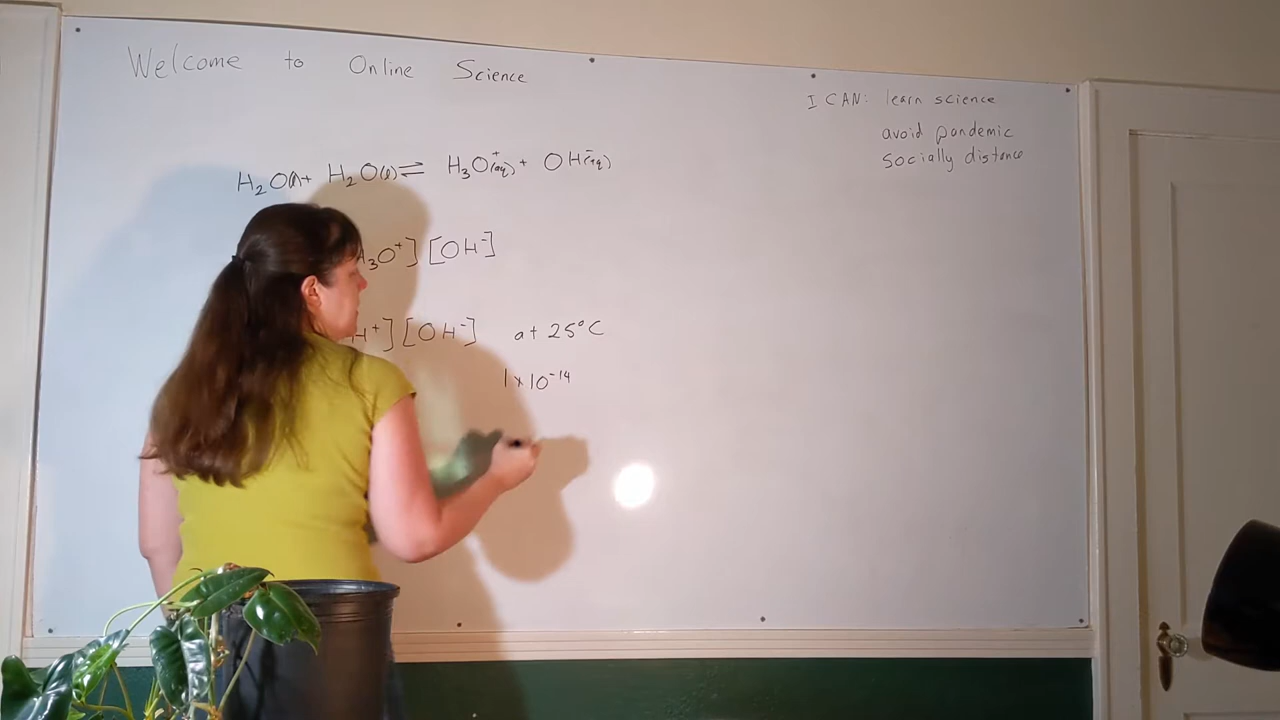 Welcome to Online Science
I CAN: learn science
avoid pandemic
socially distance
H₂O(l) + H₂O(l) ⇌ H₃O⁺(aq) + OH⁻(aq)
₃O⁺][OH⁻]
H⁺][OH⁻] at 25°C
1 x 10⁻¹⁴